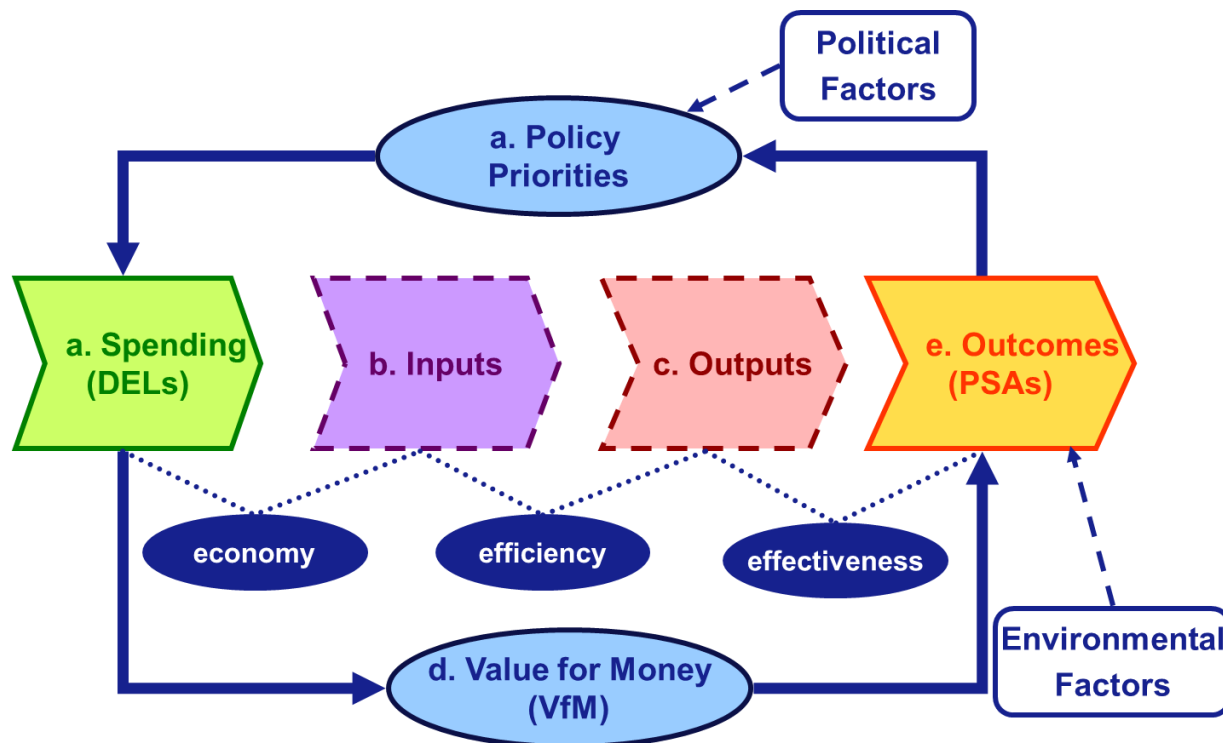 Political
Factors
a. Policy
Priorities
a. Spending
(DELs)
b. Inputs
c. Outputs
e. Outcomes
(PSAs)
economy
efficiency
effectiveness
d. Value for Money
(VfM)
Environmental
Factors